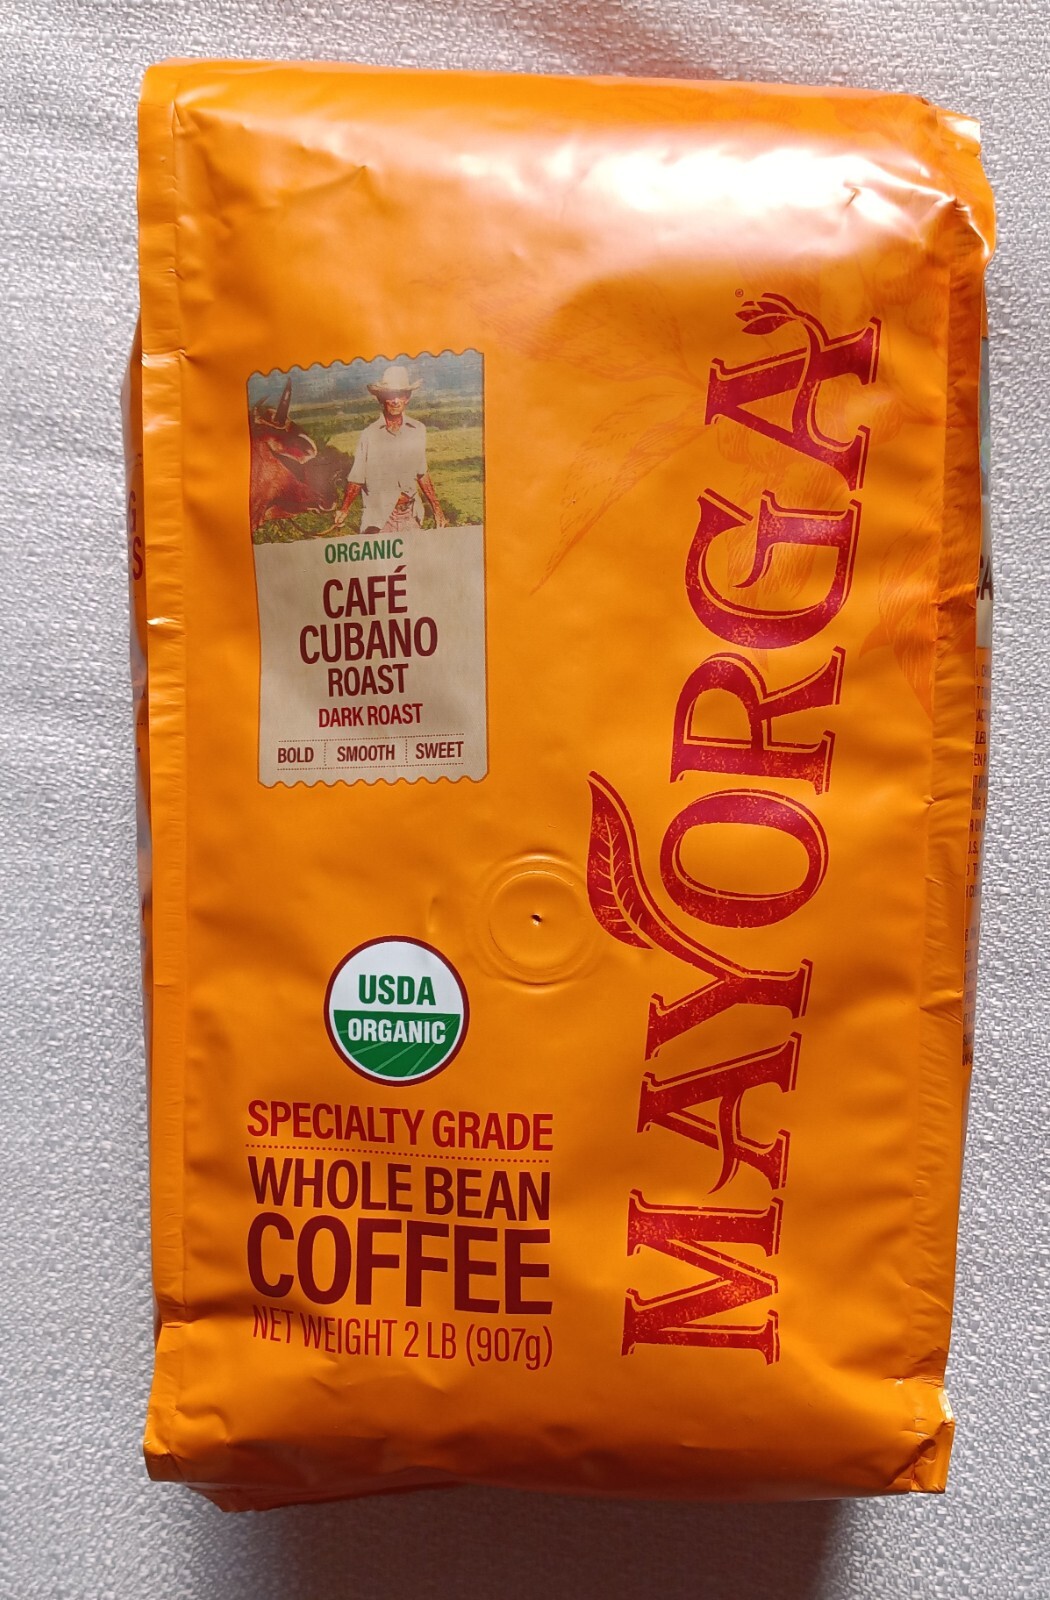 ORGANIC
CAFÉ
CUBANO
ROAST
DARK ROAST
BOLD SMOOTH SWEET
MAYORGA
USDA
ORGANIC
SPECIALTY GRADE
WHOLE BEAN
COFFEE
NET WEIGHT 2 LB (907g)